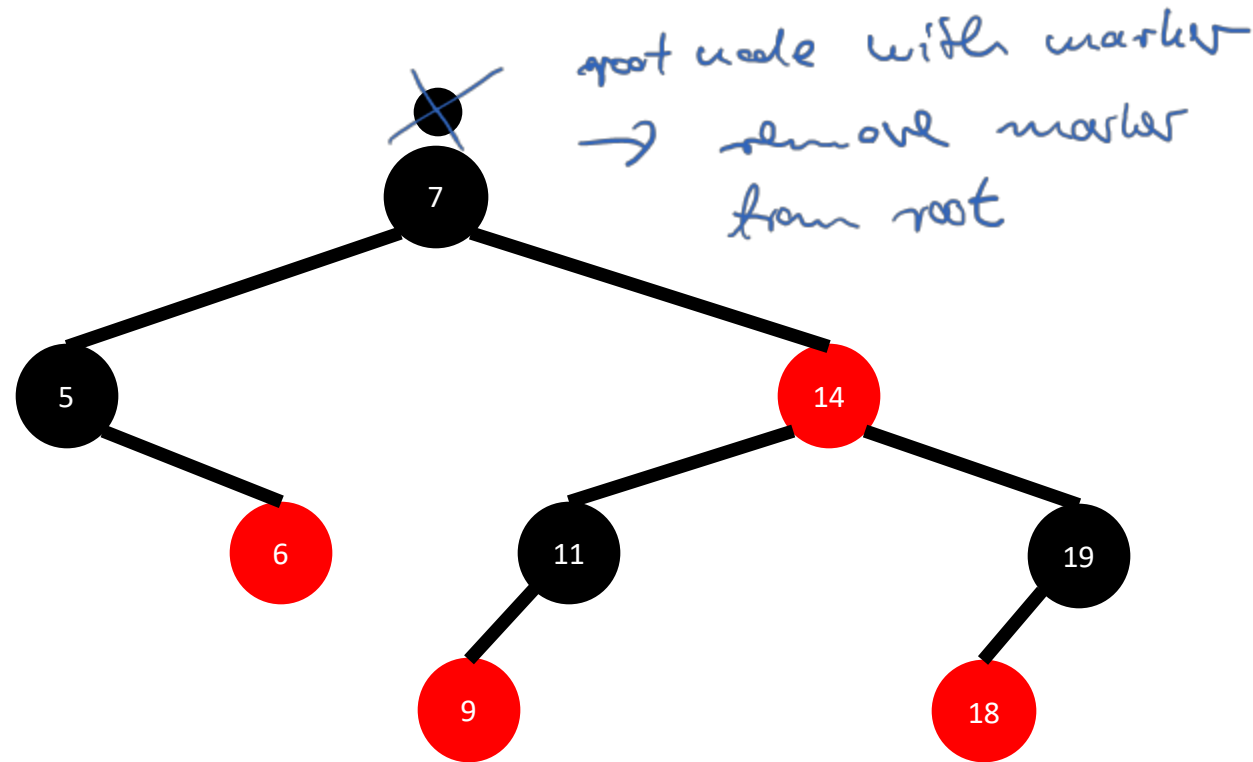 root node with marker
→ remove marker
from root
7
5
14
6
11
19
9
18